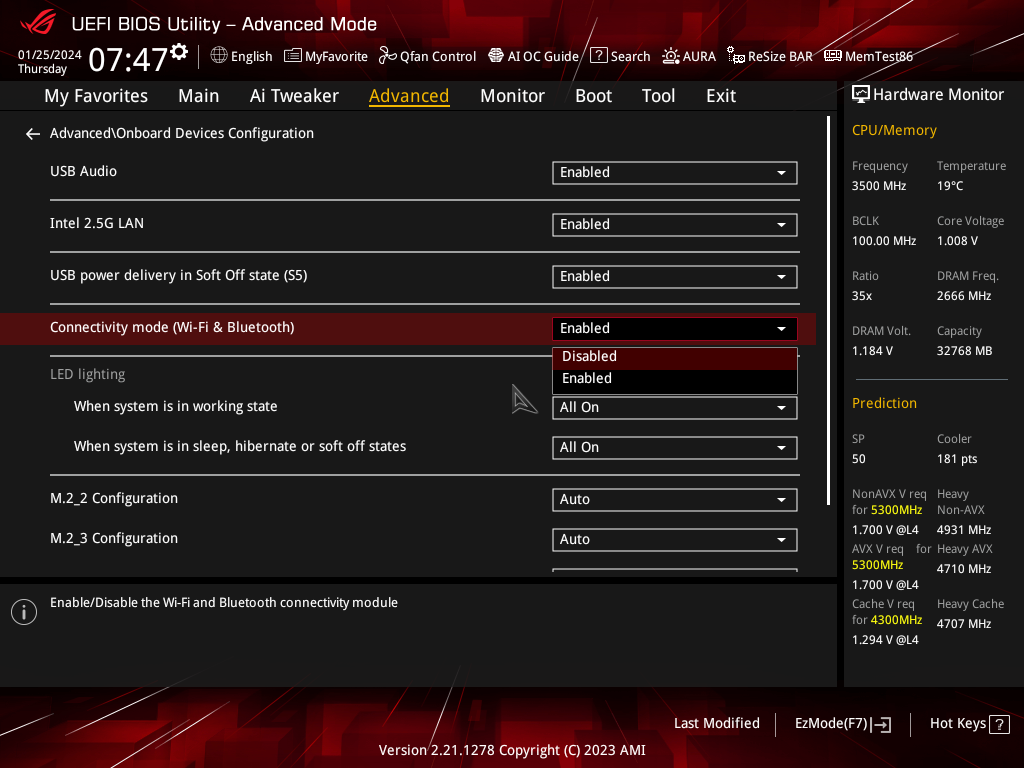 UEFI BIOS Utility – Advanced Mode
01/25/2024
Thursday
07:47
English
MyFavorite
Qfan Control
AI OC Guide
Search
AURA
ReSize BAR
MemTest86
My Favorites
Main
Ai Tweaker
Advanced
Monitor
Boot
Tool
Exit
Advanced\Onboard Devices Configuration
USB Audio
Enabled
Intel 2.5G LAN
Enabled
USB power delivery in Soft Off state (S5)
Enabled
Connectivity mode (Wi-Fi & Bluetooth)
Enabled
Disabled
Enabled
LED lighting
When system is in working state
All On
When system is in sleep, hibernate or soft off states
All On
M.2_2 Configuration
Auto
M.2_3 Configuration
Auto
Enable/Disable the Wi-Fi and Bluetooth connectivity module
Hardware Monitor
CPU/Memory
Frequency Temperature
3500 MHz 19°C
BCLK Core Voltage
100.00 MHz 1.008 V
Ratio DRAM Freq.
35x 2666 MHz
DRAM Volt. Capacity
1.184 V 32768 MB
Prediction
SP Cooler
50 181 pts
NonAVX V req Heavy
for 5300MHz Non-AVX
1.700 V @L4 4931 MHz
AVX V req for Heavy AVX
5300MHz 4710 MHz
1.700 V @L4
Cache V req Heavy Cache
for 4300MHz 4707 MHz
1.294 V @L4
Last Modified
EzMode(F7)
Hot Keys ?
Version 2.21.1278 Copyright (C) 2023 AMI